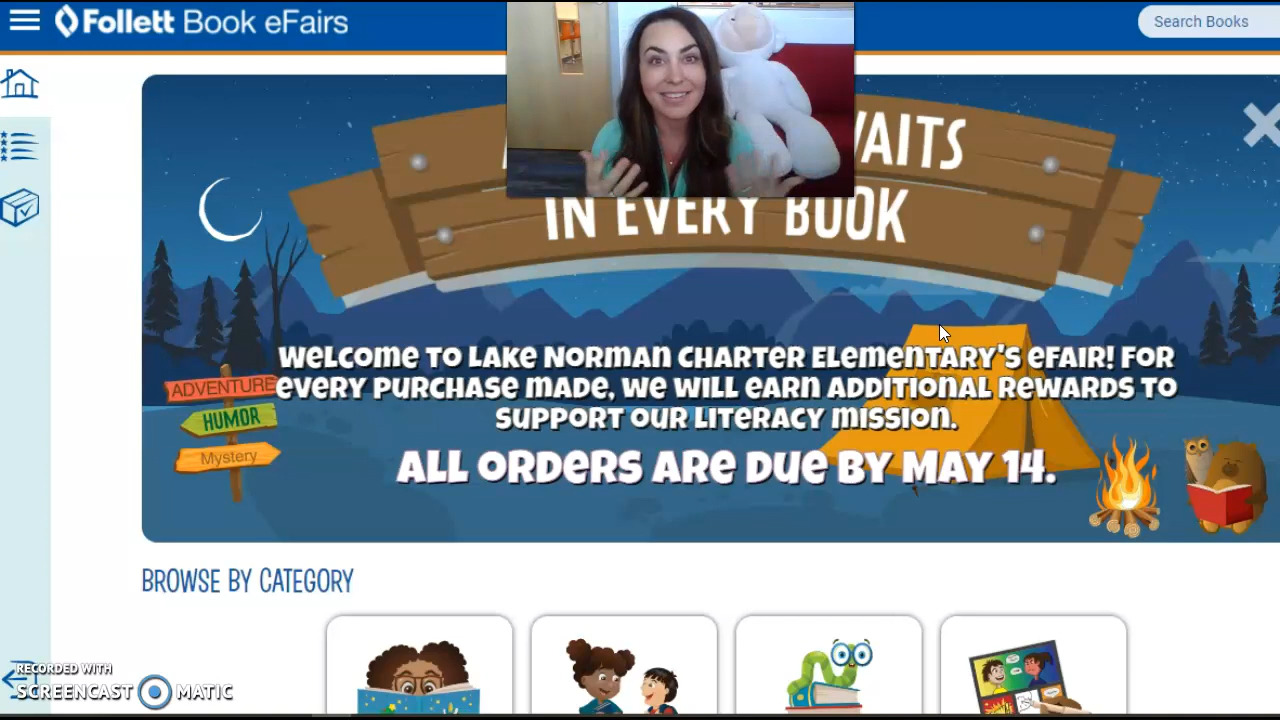 Follett Book eFairs
Search Books
WAITS
IN EVERY BOOK
WELCOME TO LAKE NORMAN CHARTER ELEMENTARY'S EFAIR! FOR
EVERY PURCHASE MADE, WE WILL EARN ADDITIONAL REWARDS TO
SUPPORT OUR LITERACY MISSION.
ALL ORDERS ARE DUE BY MAY 14.
ADVENTURE
HUMOR
Mystery
BROWSE BY CATEGORY
RECORDED WITH
SCREENCAST MATIC